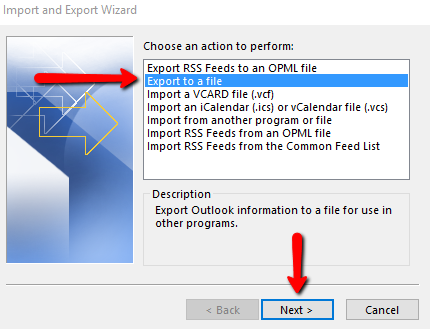 Import and Export Wizard
Choose an action to perform:
Export RSS Feeds to an OPML file
Export to a file
Import a VCARD file (.vcf)
Import an iCalendar (.ics) or vCalendar file (.vcs)
Import from another program or file
Import RSS Feeds from an OPML file
Import RSS Feeds from the Common Feed List
Description
Export Outlook information to a file for use in
other programs.
< Back Next > Cancel